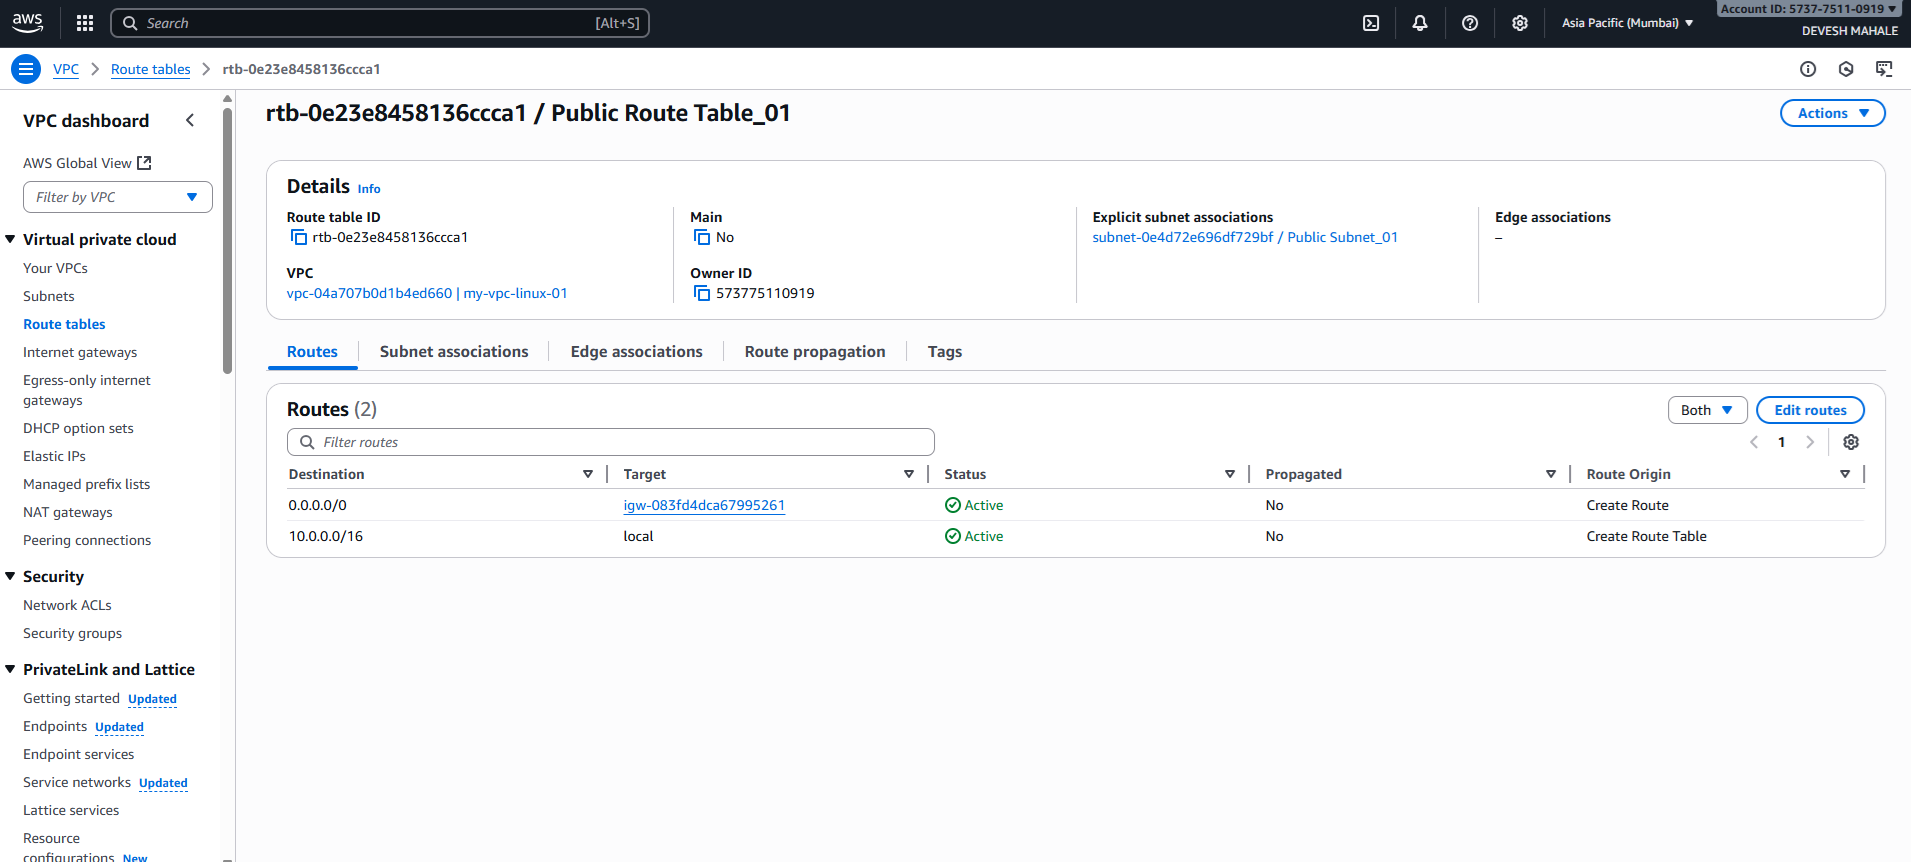 aws
Search [Alt+S]
Asia Pacific (Mumbai)
Account ID: 5737-7511-0919
DEVESH MAHALE
VPC > Route tables > rtb-0e23e8458136ccca1
VPC dashboard
AWS Global View
Filter by VPC
Virtual private cloud
Your VPCs
Subnets
Route tables
Internet gateways
Egress-only internet
gateways
DHCP option sets
Elastic IPs
Managed prefix lists
NAT gateways
Peering connections
Security
Network ACLs
Security groups
PrivateLink and Lattice
Getting started Updated
Endpoints Updated
Endpoint services
Service networks Updated
Lattice services
Resource
configurations New
rtb-0e23e8458136ccca1 / Public Route Table_01
Actions
Details Info
Route table ID
rtb-0e23e8458136ccca1
VPC
vpc-04a707b0d1b4ed660 | my-vpc-linux-01
Main
No
Owner ID
573775110919
Explicit subnet associations
subnet-0e4d72e696df729bf / Public Subnet_01
Edge associations
–
Routes Subnet associations Edge associations Route propagation Tags
Routes (2)
Both Edit routes
Filter routes
1
Destination Target Status Propagated Route Origin
0.0.0.0/0 igw-083fd4dca67995261 Active No Create Route
10.0.0.0/16 local Active No Create Route Table